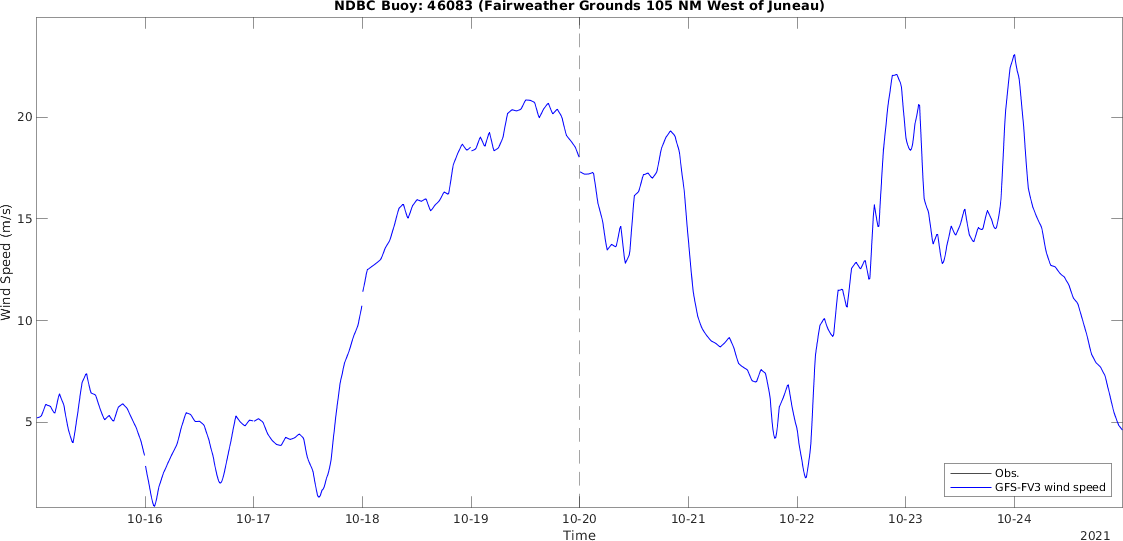 NDBC Buoy: 46083 (Fairweather Grounds 105 NM West of Juneau)
Wind Speed (m/s)
20
15
10
5
Obs.
GFS-FV3 wind speed
10-16 10-17 10-18 10-19 10-20 10-21 10-22 10-23 10-24
Time
2021